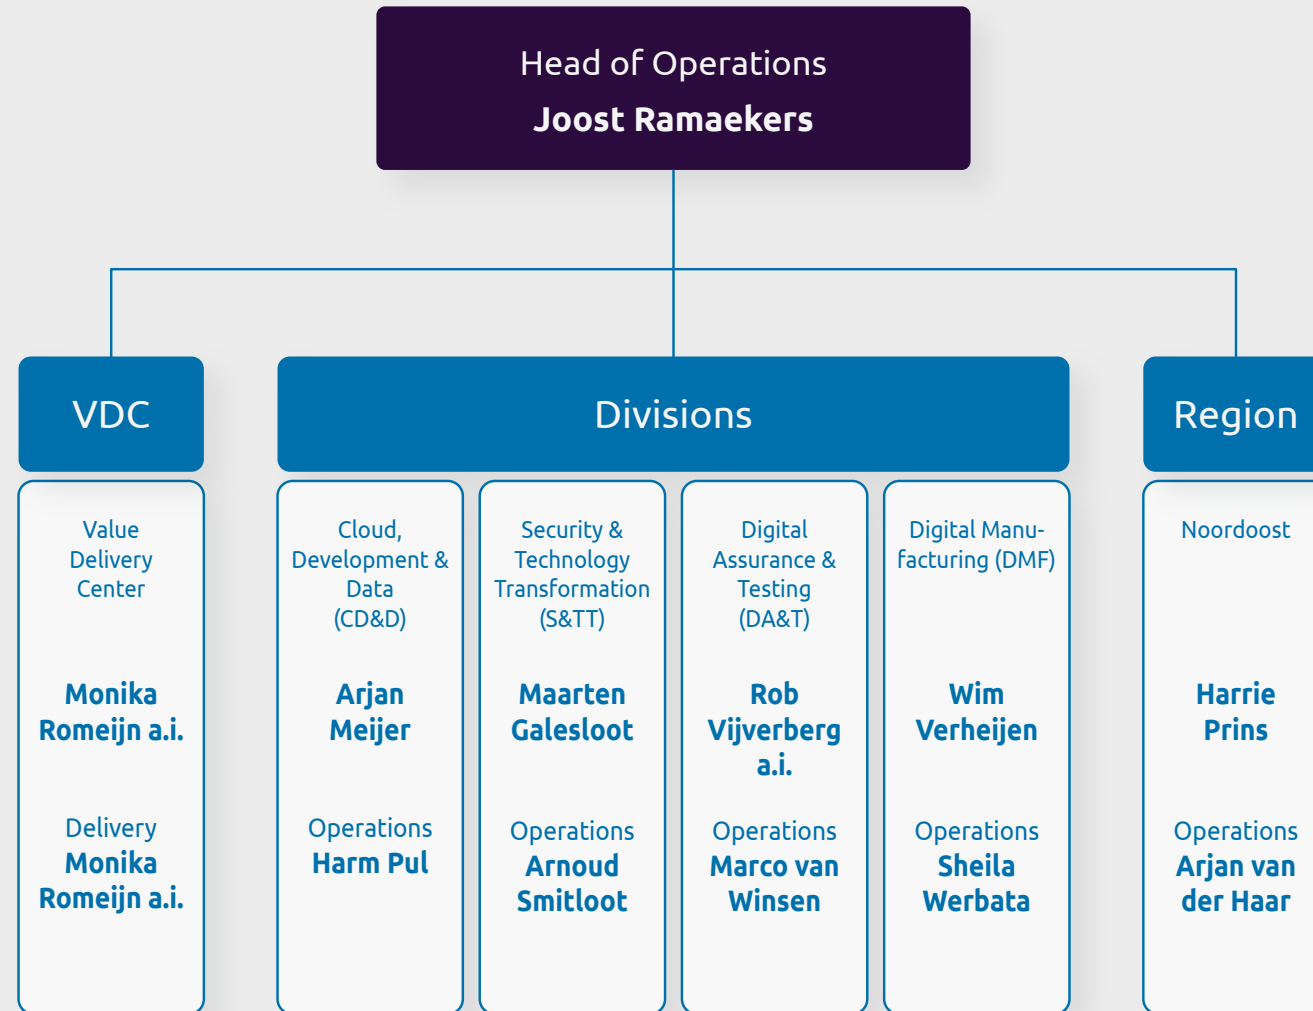 Head of Operations
Joost Ramaekers
VDC
Divisions
Region
Value
Delivery
Center
Monika
Romeijn a.i.
Delivery
Monika
Romeijn a.i.
Cloud,
Development &
Data
(CD&D)
Arjan
Meijer
Operations
Harm Pul
Security &
Technology
Transformation
(S&TT)
Maarten
Galesloot
Operations
Arnoud
Smitloot
Digital
Assurance &
Testing
(DA&T)
Rob
Vijverberg
a.i.
Operations
Marco van
Winsen
Digital Manu-
facturing (DMF)
Wim
Verheijen
Operations
Sheila
Werbata
Noordoost
Harrie
Prins
Operations
Arjan van
der Haar